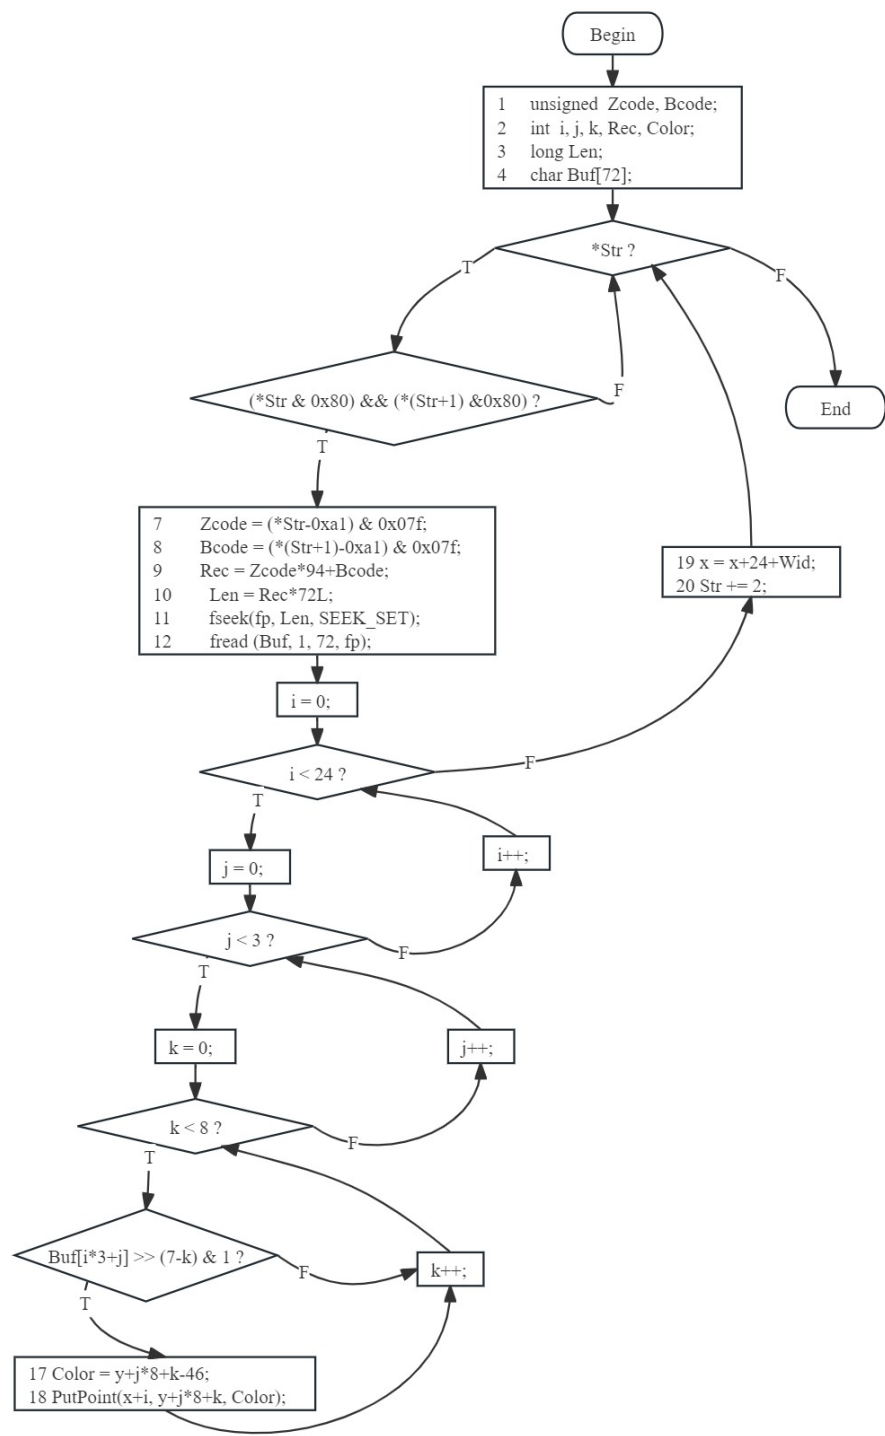 Begin
1 unsigned Zcode, Bcode;
2 int i, j, k, Rec, Color;
3 long Len;
4 char Buf[72];
*Str ?
T
F
(*Str & 0x80) && (*(Str+1) &0x80) ?
F
End
T
7 Zcode = (*Str-0xa1) & 0x07f;
8 Bcode = (*(Str+1)-0xa1) & 0x07f;
9 Rec = Zcode*94+Bcode;
10 Len = Rec*72L;
11 fseek(fp, Len, SEEK_SET);
12 fread (Buf, 1, 72, fp);
19 x = x+24+Wid;
20 Str += 2;
i = 0;
i < 24 ?
F
T
j = 0;
i++;
j < 3 ?
F
T
k = 0;
j++;
k < 8 ?
F
T
Buf[i*3+j] >> (7-k) & 1 ?
F
k++;
T
17 Color = y+j*8+k-46;
18 PutPoint(x+i, y+j*8+k, Color);